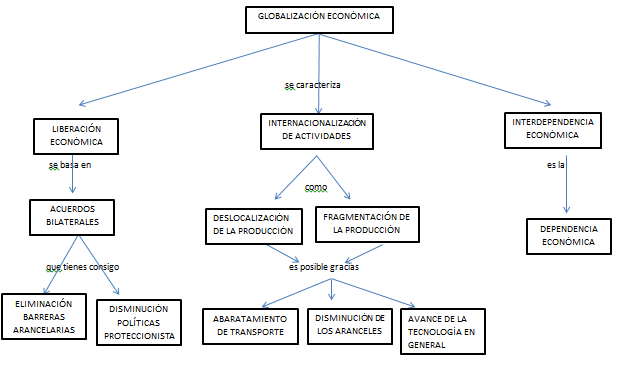 GLOBALIZACIÓN ECONÓMICA
se caracteriza
LIBERACIÓN
ECONÓMICA
INTERNACIONALIZACIÓN
DE ACTIVIDADES
INTERDEPENDENCIA
ECONÓMICA
se basa en
como
es la
ACUERDOS
BILATERALES
DESLOCALIZACIÓN
DE LA PRODUCCIÓN
FRAGMENTACIÓN DE
LA PRODUCCIÓN
DEPENDENCIA
ECONÓMICA
que tienes consigo
es posible gracias
ELIMINACIÓN
BARRERAS
ARANCELARIAS
DISMINUCIÓN
POLÍTICAS
PROTECCIONISTA
ABARATAMIENTO
DE TRANSPORTE
DISMINUCIÓN DE
LOS ARANCELES
AVANCE DE LA
TECNOLOGÍA EN
GENERAL